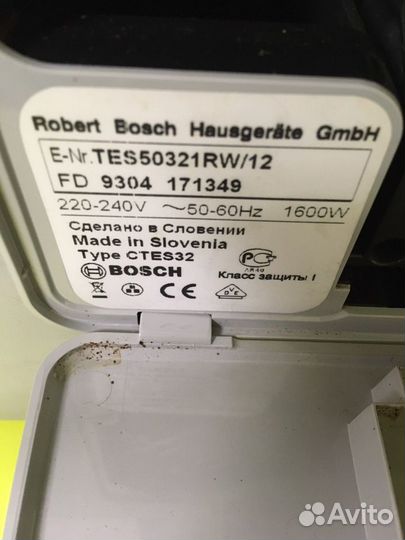 Robert Bosch Hausgeräte GmbH
E-Nr.TES50321RW/12
FD 9304 171349
220-240V ~50-60Hz 1600W
Сделано в Словении
Made in Slovenia
Type CTES32
BOSCH
Класс защиты I
Avito